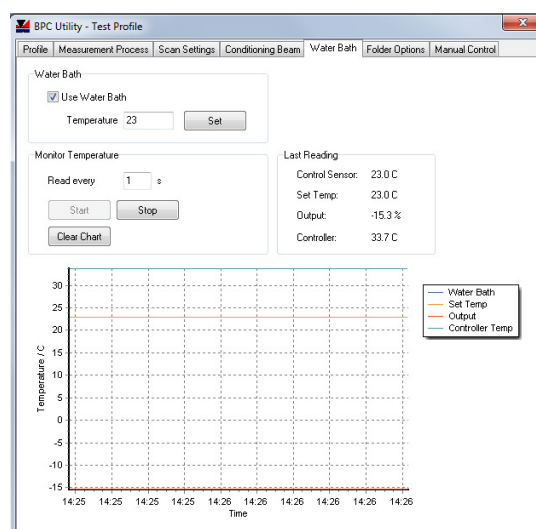 BPC Utility - Test Profile
Profile Measurement Process Scan Settings Conditioning Beam Water Bath Folder Options Manual Control
Water Bath
Use Water Bath
Temperature 23 Set
Monitor Temperature
Read every 1 s
Start Stop
Clear Chart
Last Reading
Control Sensor: 23.0 C
Set Temp: 23.0 C
Output: -15.3 %
Controller: 33.7 C
30
25
20
15
10
5
0
-5
-10
-15
Temperature / C
14:25 14:25 14:25 14:25 14:26 14:26 14:26 14:26 14:26
Time
Water Bath
Set Temp
Output
Controller Temp